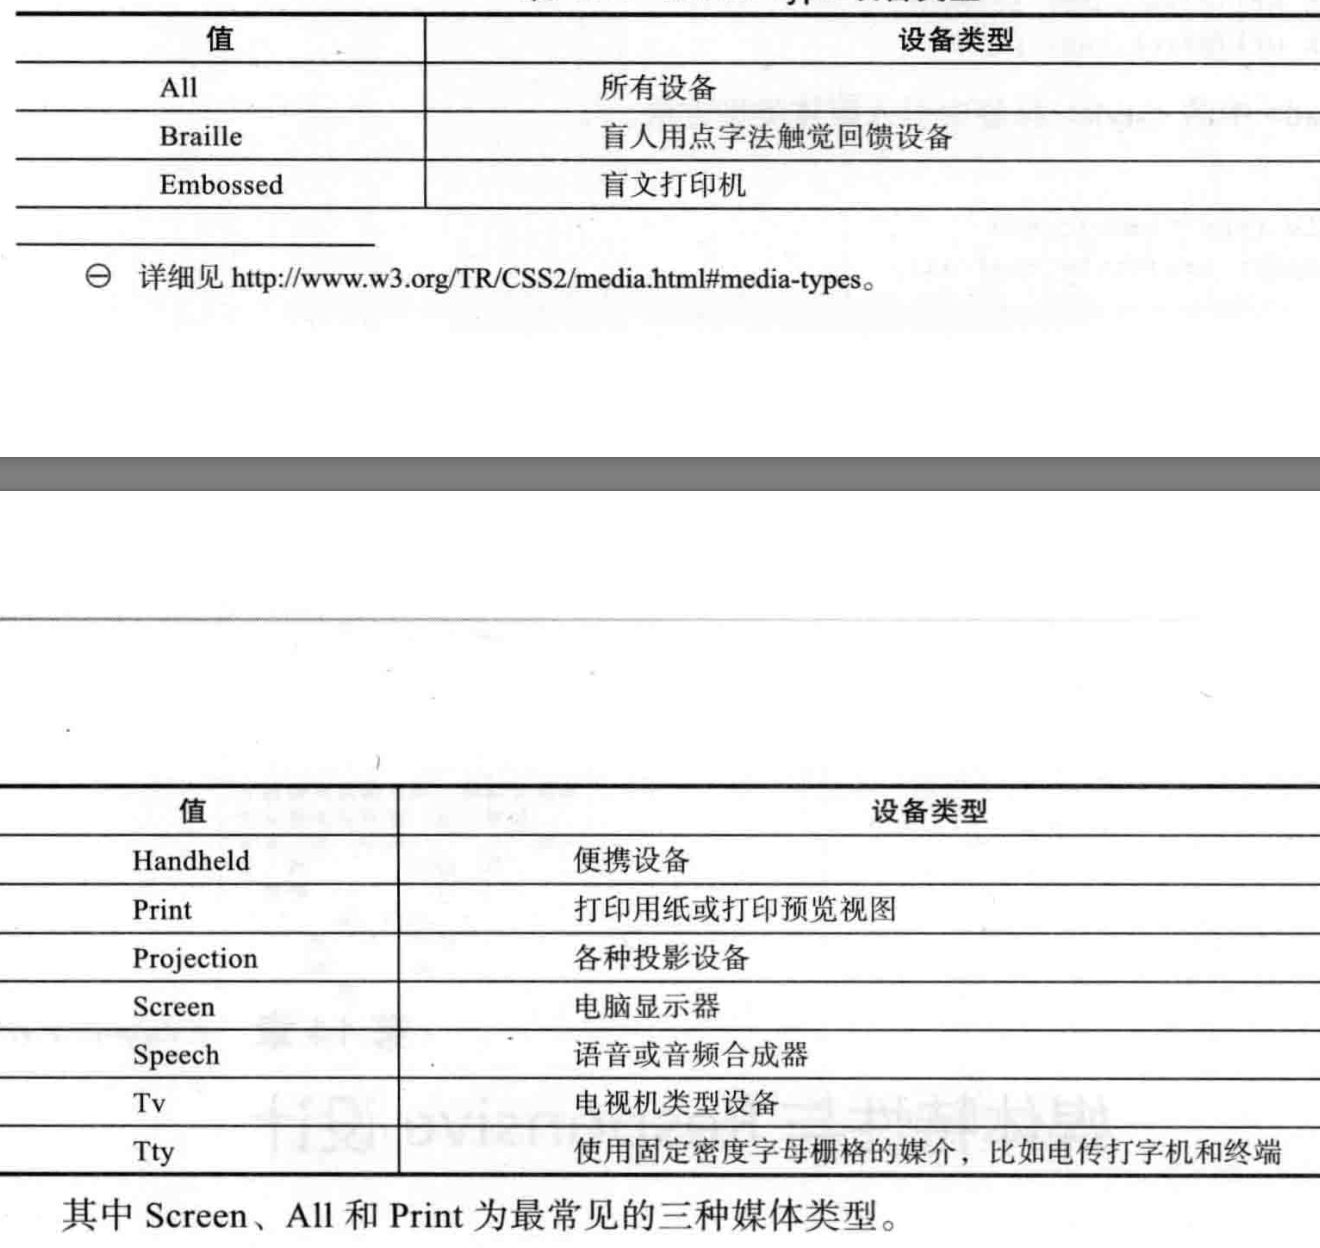 值 设备类型
All 所有设备
Braille 盲人用点字法触觉回馈设备
Embossed 盲文打印机
㊀ 详细见 http://www.w3.org/TR/CSS2/media.html#media-types。
值 设备类型
Handheld 便携设备
Print 打印用纸或打印预览视图
Projection 各种投影设备
Screen 电脑显示器
Speech 语音或音频合成器
Tv 电视机类型设备
Tty 使用固定密度字母栅格的媒介，比如电传打字机和终端
其中 Screen、All 和 Print 为最常见的三种媒体类型。